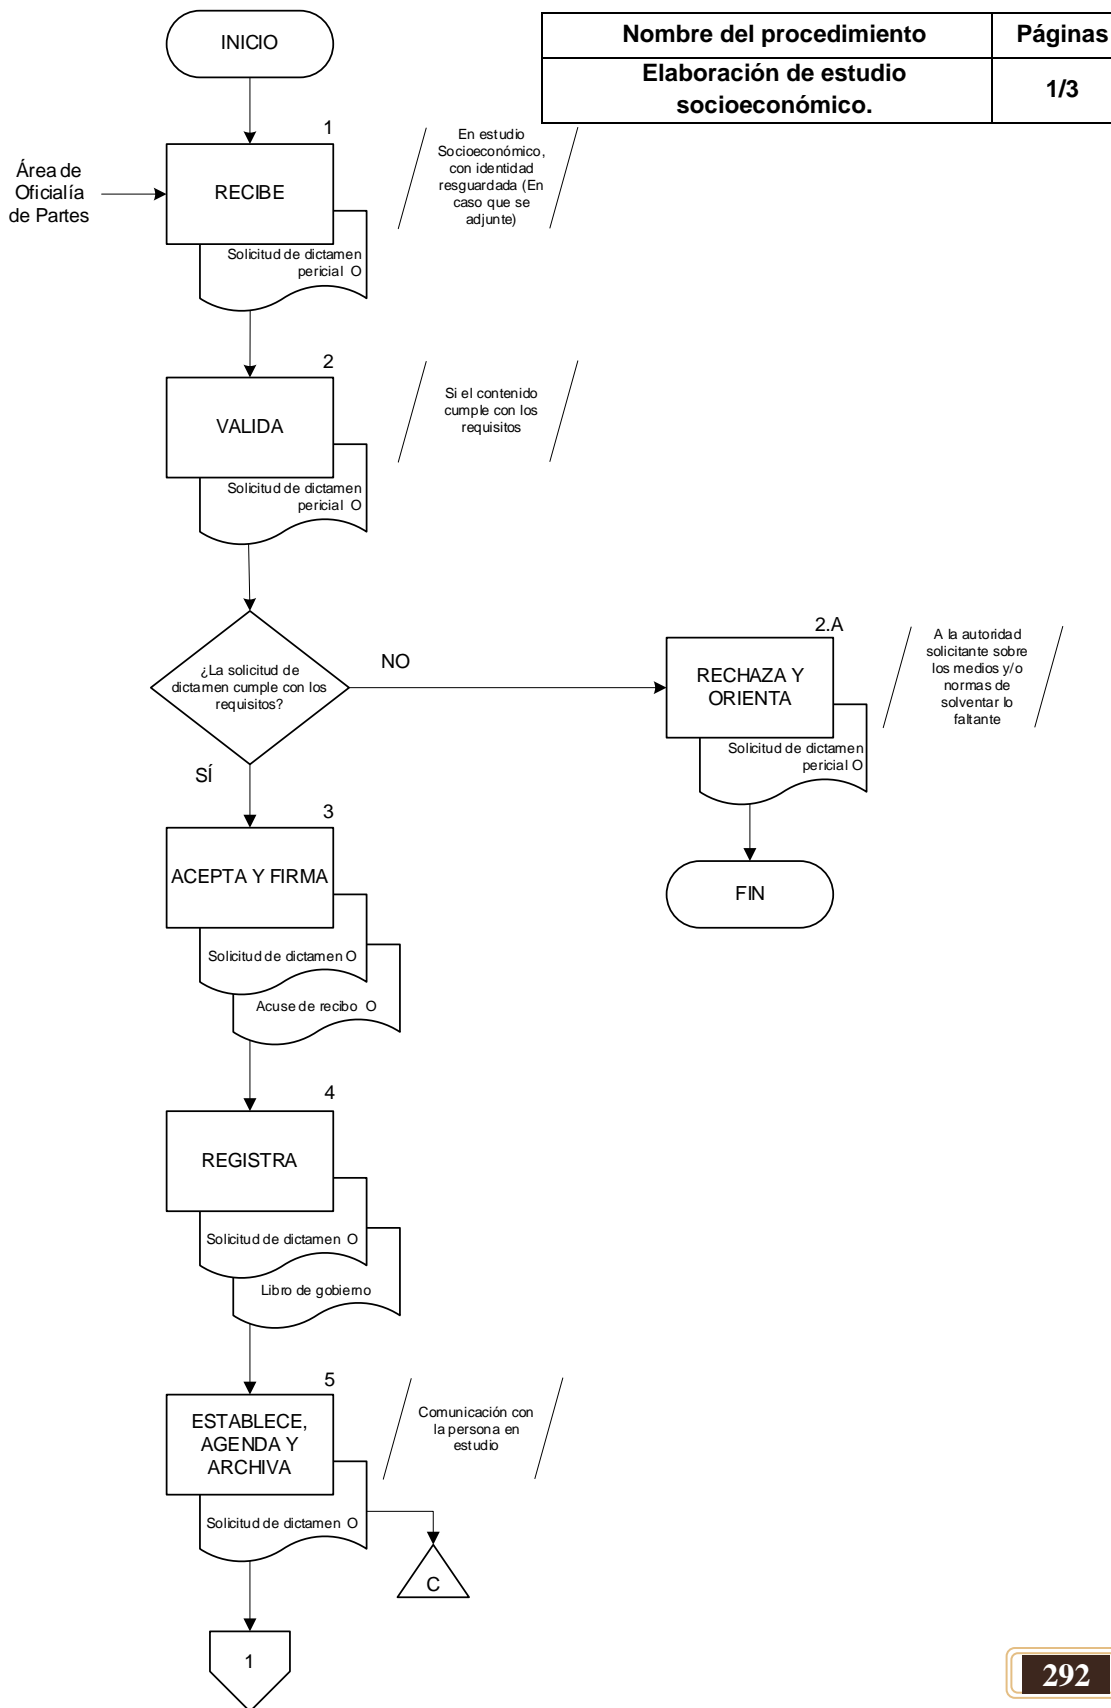 INICIO
Nombre del procedimiento
Páginas
Elaboración de estudio
socioeconómico.
1/3
1
Área de
Oficialía
de Partes
RECIBE
En estudio
Socioeconómico,
con identidad
resguardada (En
caso que se
adjunte)
Solicitud de dictamen
pericial O
2
VALIDA
Si el contenido
cumple con los
requisitos
Solicitud de dictamen
pericial O
¿La solicitud de
dictamen cumple con los
requisitos?
NO
SÍ
2.A
RECHAZA Y
ORIENTA
A la autoridad
solicitante sobre
los medios y/o
normas de
solventar lo
faltante
Solicitud de dictamen
pericial O
FIN
3
ACEPTA Y FIRMA
Solicitud de dictamen O
Acuse de recibo O
4
REGISTRA
Solicitud de dictamen O
Libro de gobierno
5
ESTABLECE,
AGENDA Y
ARCHIVA
Comunicación con
la persona en
estudio
Solicitud de dictamen O
C
1
292